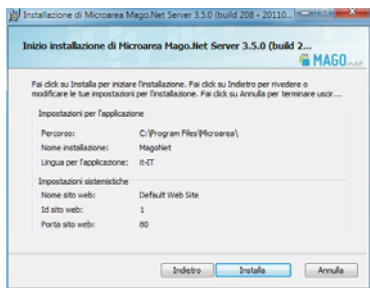 Installazione di Microarea Mago.Net Server 3.5.0 (build 208 - 20110...
Inizio installazione di Microarea Mago.Net Server 3.5.0 (build 2...
MAGO.net
Fai click su Installa per iniziare l'installazione. Fai click su Indietro per rivedere o
modificare le tue impostazioni per l'installazione. Fai click su Annulla per terminare uscir...
Impostazioni per l'applicazione
Percorso: C:\Program Files\Microarea\
Nome installazione: MagoNet
Lingua per l'applicazione: it-IT
Impostazioni sistemistiche
Nome sito web: Default Web Site
Id sito web: 1
Porta sito web: 80
Indietro Installa Annulla